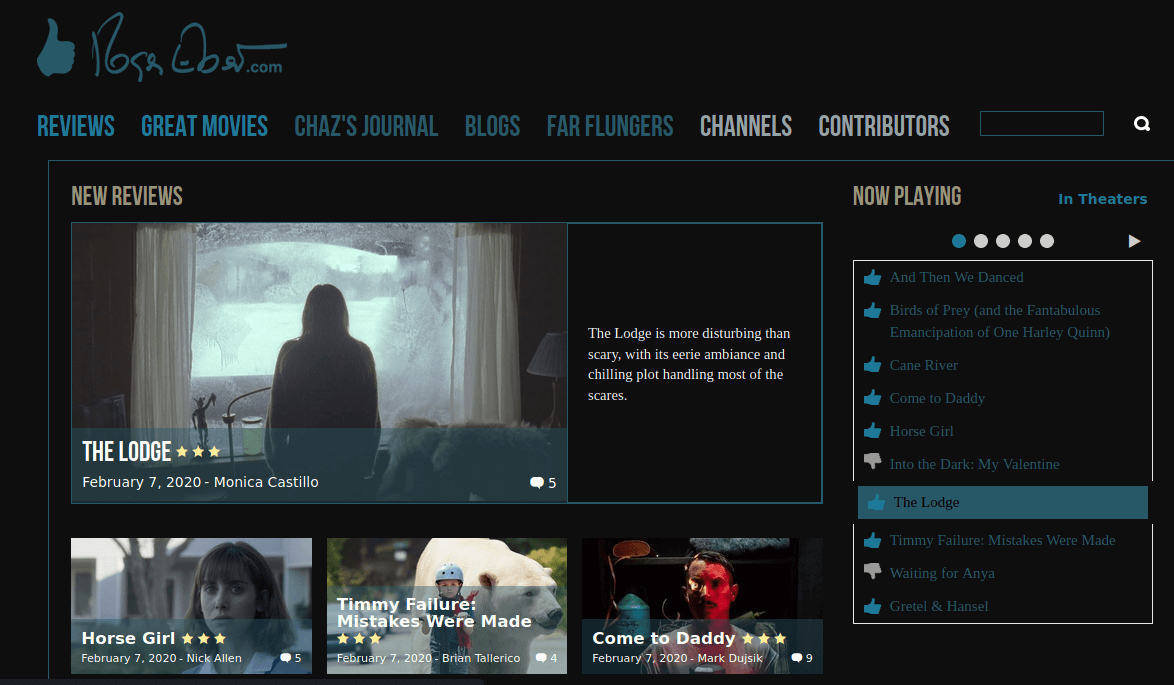 Roger Ebert.com
REVIEWS GREAT MOVIES CHAZ'S JOURNAL BLOGS FAR FLUNGERS CHANNELS CONTRIBUTORS
NEW REVIEWS
The Lodge is more disturbing than
scary, with its eerie ambiance and
chilling plot handling most of the
scares.
THE LODGE
February 7, 2020 - Monica Castillo 5
Horse Girl
February 7, 2020 - Nick Allen 5
Timmy Failure:
Mistakes Were Made
February 7, 2020 - Brian Tallerico 4
Come to Daddy
February 7, 2020 - Mark Dujsik 9
NOW PLAYING In Theaters
And Then We Danced
Birds of Prey (and the Fantabulous
Emancipation of One Harley Quinn)
Cane River
Come to Daddy
Horse Girl
Into the Dark: My Valentine
The Lodge
Timmy Failure: Mistakes Were Made
Waiting for Anya
Gretel & Hansel